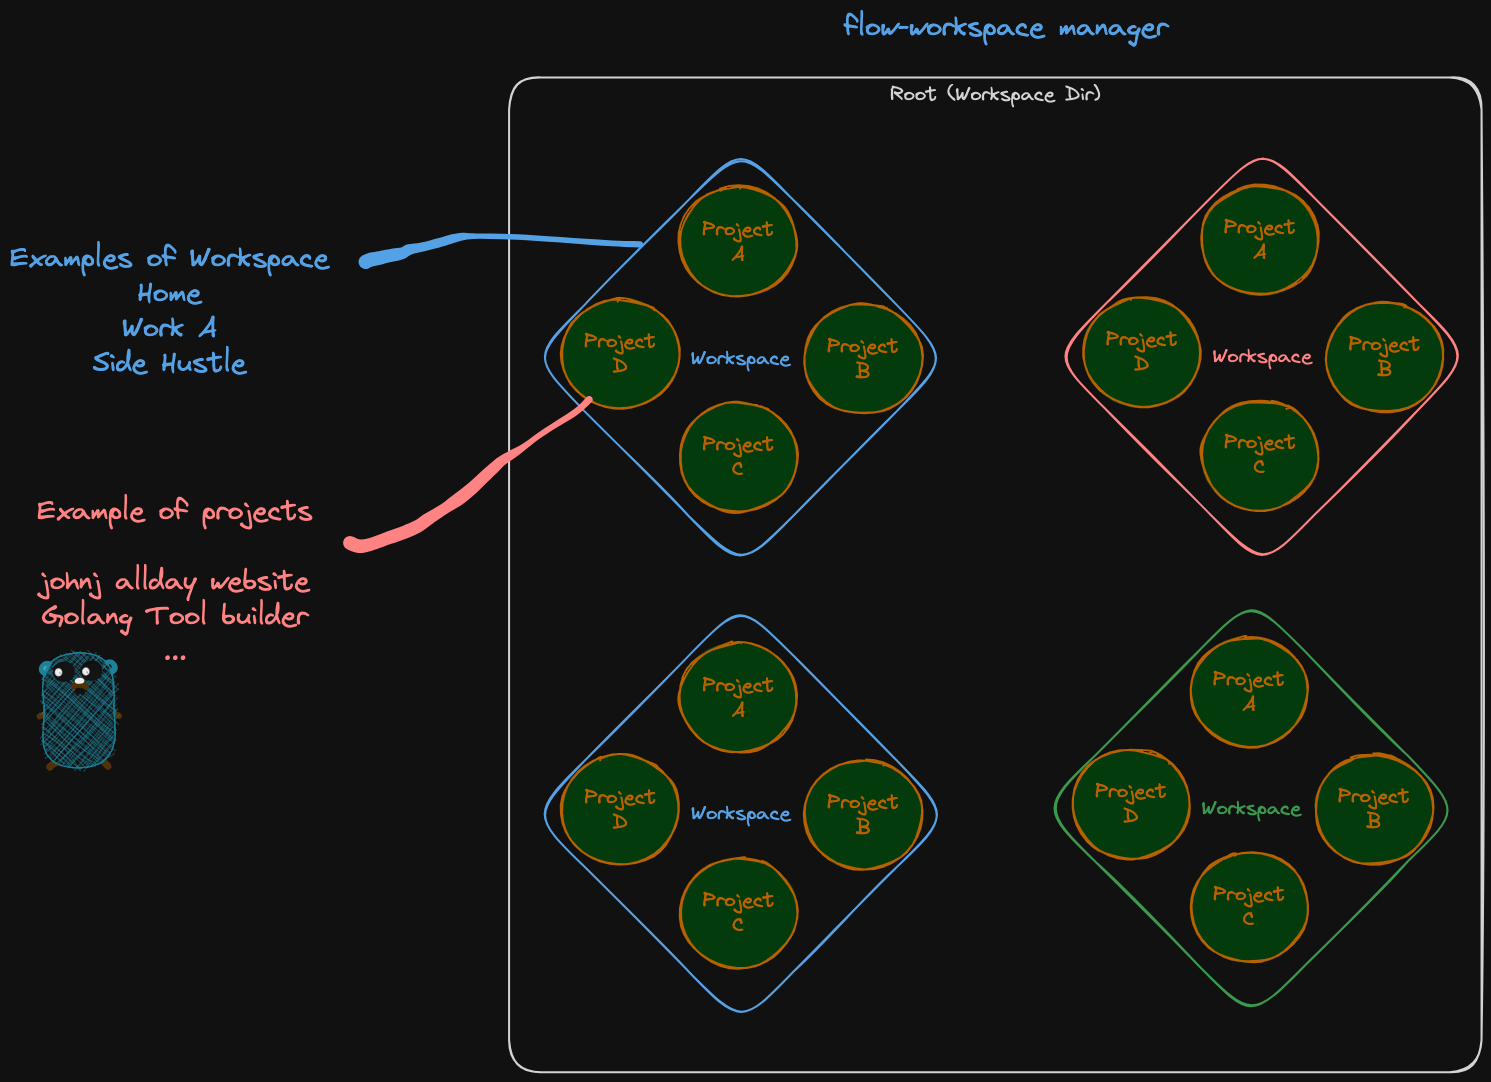 flow-workspace manager
Root (Workspace Dir)
Examples of Workspace
Home
Work A
Side Hustle
Example of projects
johnj allday website
Golang Tool builder
...
Project
A
Project
D
Workspace
Project
B
Project
C
Project
A
Project
D
Workspace
Project
B
Project
C
Project
A
Project
D
Workspace
Project
B
Project
C
Project
A
Project
D
Workspace
Project
B
Project
C